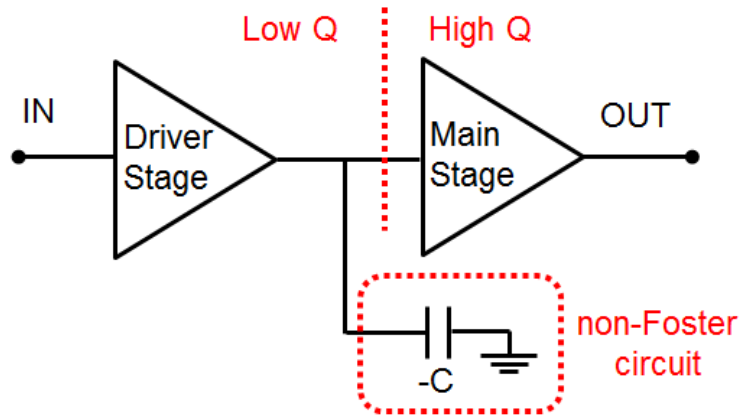 Low Q
High Q
IN
Driver
Stage
Main
Stage
OUT
-C
non-Foster
circuit